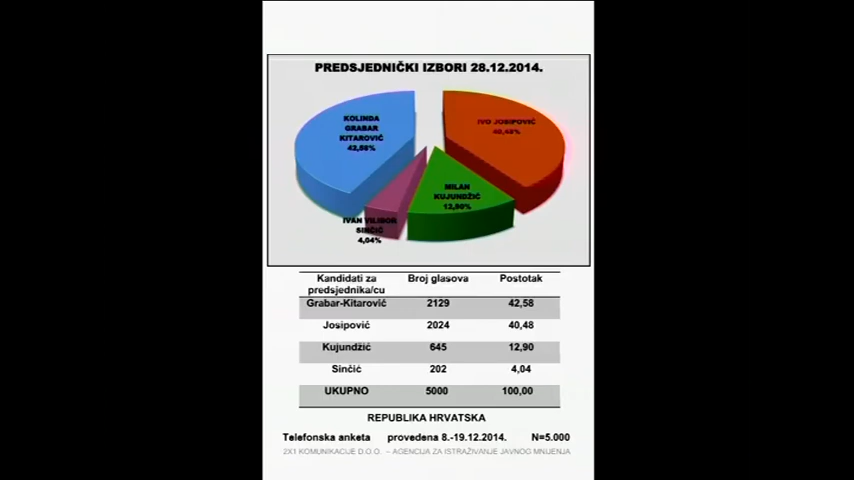 PREDSJEDNIČKI IZBORI 28.12.2014.
KOLINDA
GRABAR
KITAROVIĆ
42,58%
IVO JOSIPOVIĆ
40,48%
MILAN
KUJUNDŽIĆ
12,90%
IVAN VILIBOR
SINČIĆ
4,04%
Kandidati za predsjednika/cu Broj glasova Postotak
Grabar-Kitarović 2129 42,58
Josipović 2024 40,48
Kujundžić 645 12,90
Sinčić 202 4,04
UKUPNO 5000 100,00
REPUBLIKA HRVATSKA
Telefonska anketa provedena 8.-19.12.2014. N=5.000
2X1 KOMUNIKACIJE D.O.O. – AGENCIJA ZA ISTRAŽIVANJE JAVNOG MNIJENJA